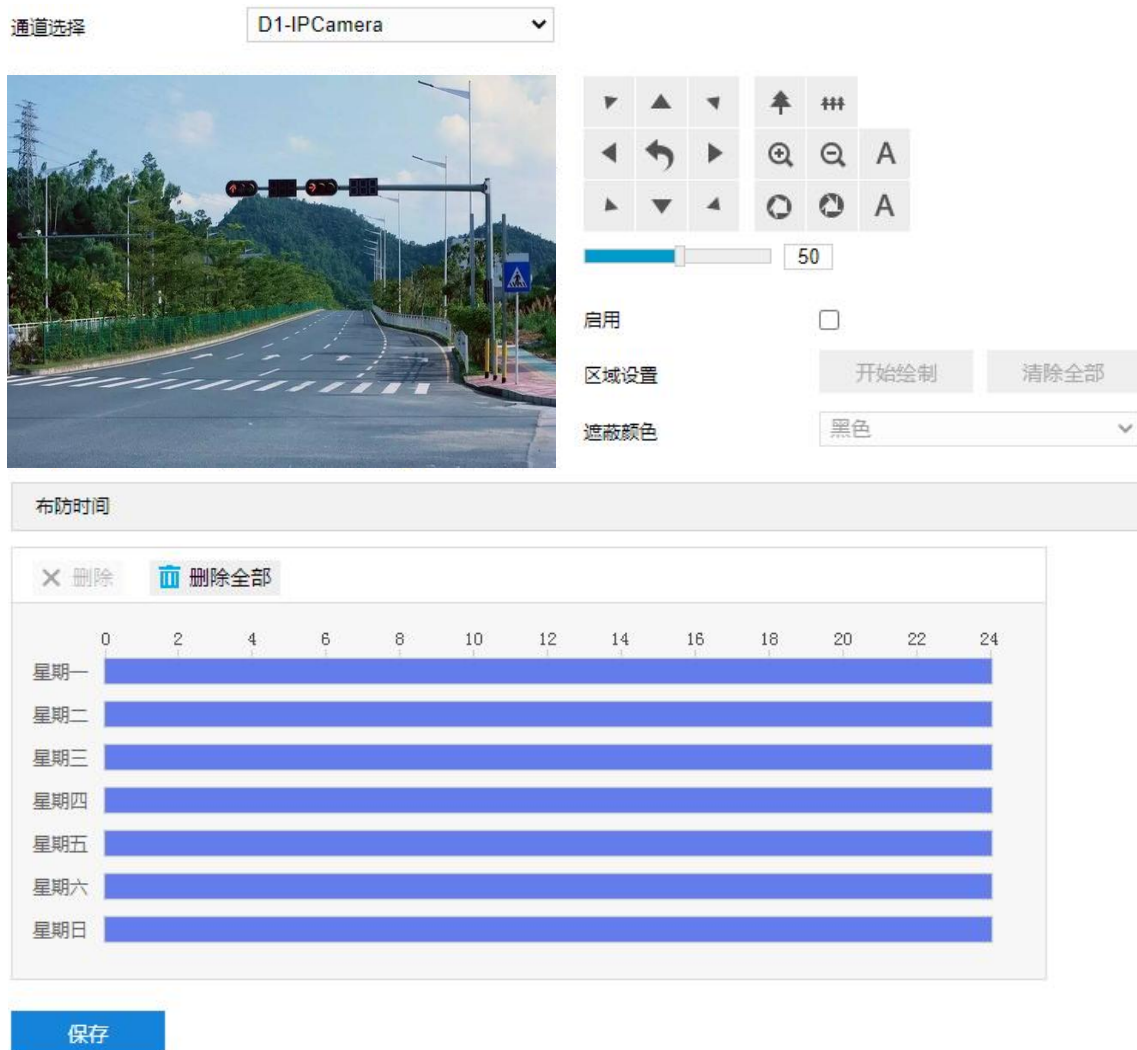 通道选择 D1-IPCamera
A
A
50
启用
区域设置 开始绘制 清除全部
遮蔽颜色 黑色
布防时间
删除 删除全部
0 2 4 6 8 10 12 14 16 18 20 22 24
星期一
星期二
星期三
星期四
星期五
星期六
星期日
保存